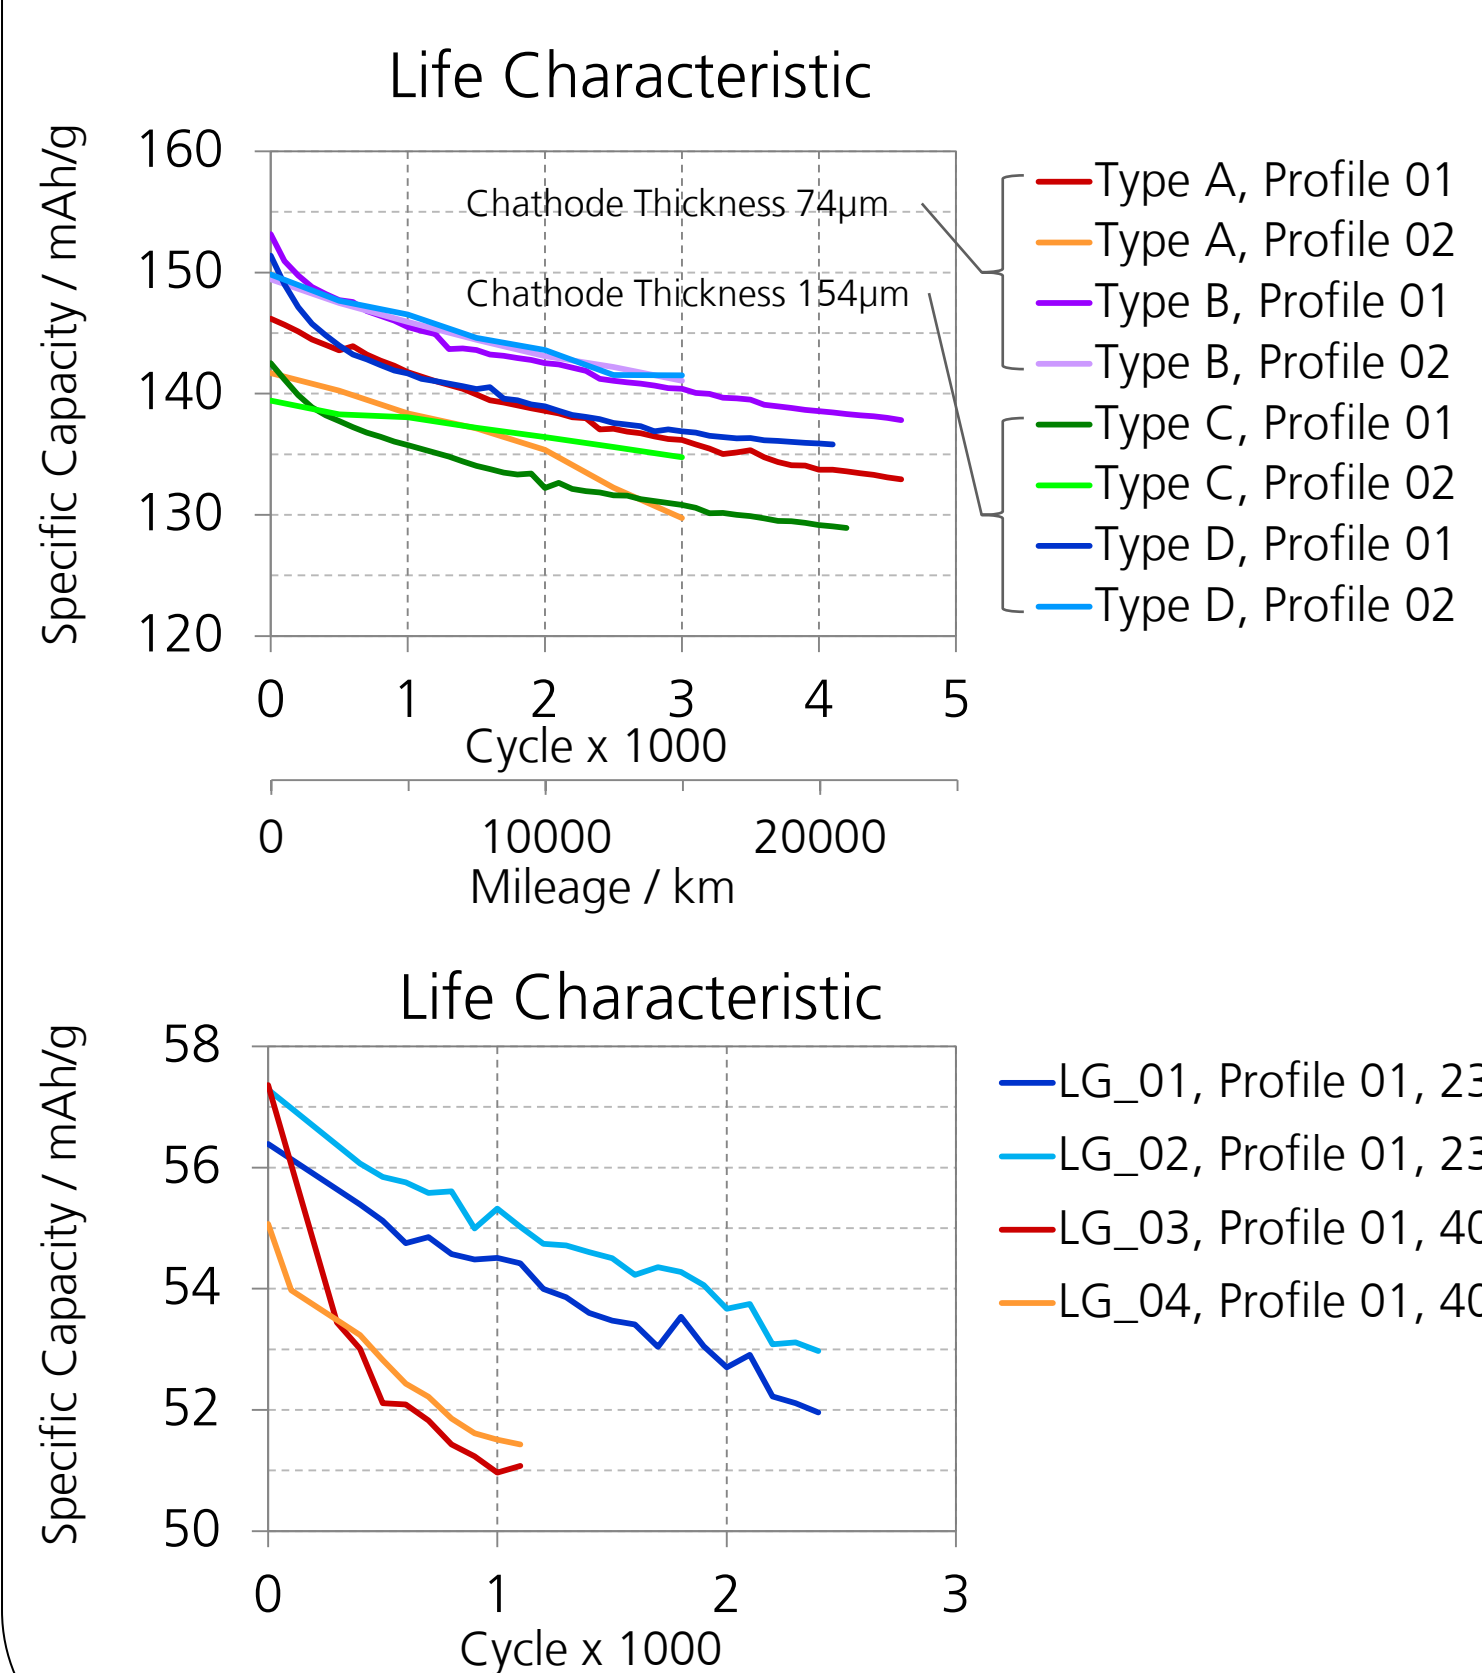 Life Characteristic
Specific Capacity / mAh/g
160
150
140
130
120
Chathode Thickness 74µm
Chathode Thickness 154µm
Type A, Profile 01
Type A, Profile 02
Type B, Profile 01
Type B, Profile 02
Type C, Profile 01
Type C, Profile 02
Type D, Profile 01
Type D, Profile 02
0 1 2 3 4 5
Cycle x 1000
0 10000 20000
Mileage / km
Life Characteristic
Specific Capacity / mAh/g
58
56
54
52
50
LG_01, Profile 01, 23
LG_02, Profile 01, 23
LG_03, Profile 01, 40
LG_04, Profile 01, 40
0 1 2 3
Cycle x 1000